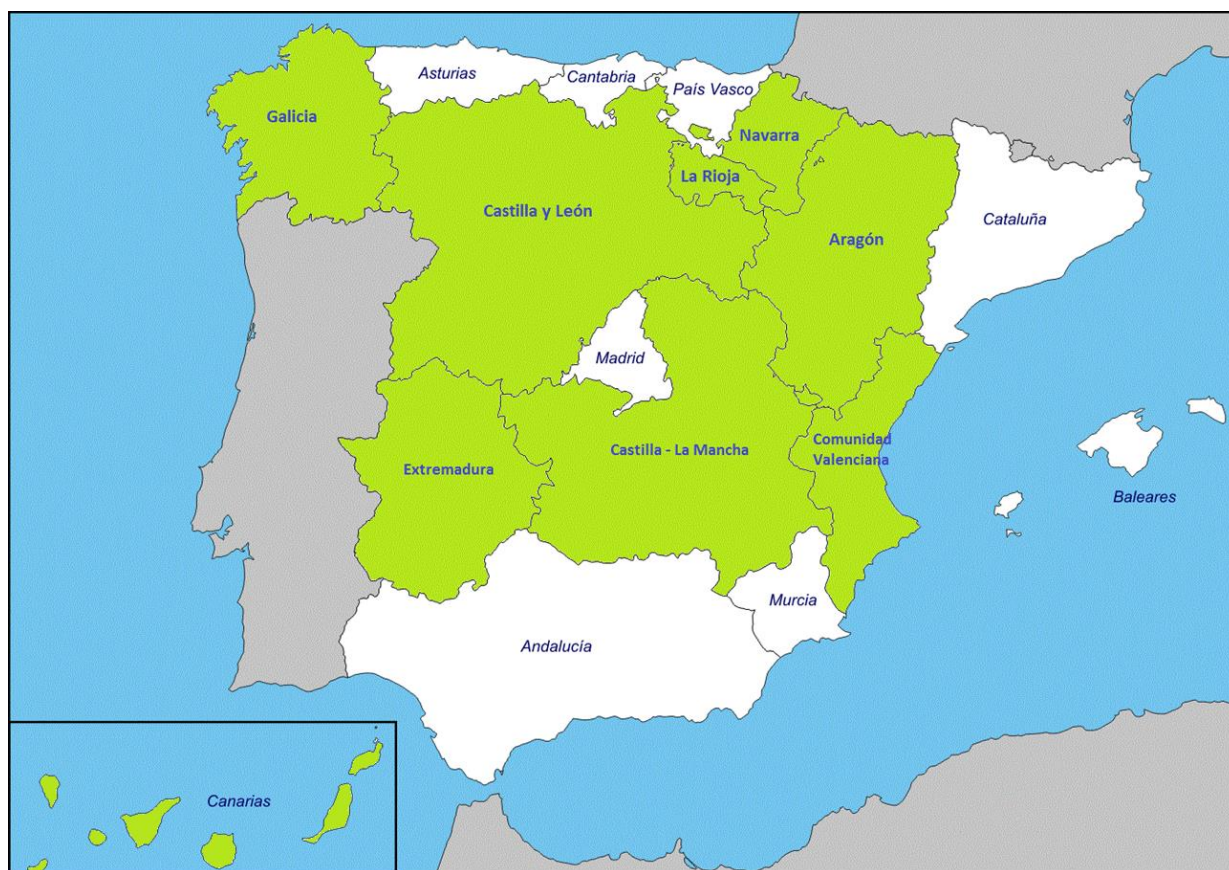 Asturias
Cantabria
País Vasco
Galicia
Navarra
La Rioja
Castilla y León
Cataluña
Aragón
Madrid
Comunidad
Valenciana
Castilla - La Mancha
Extremadura
Baleares
Murcia
Andalucía
Canarias